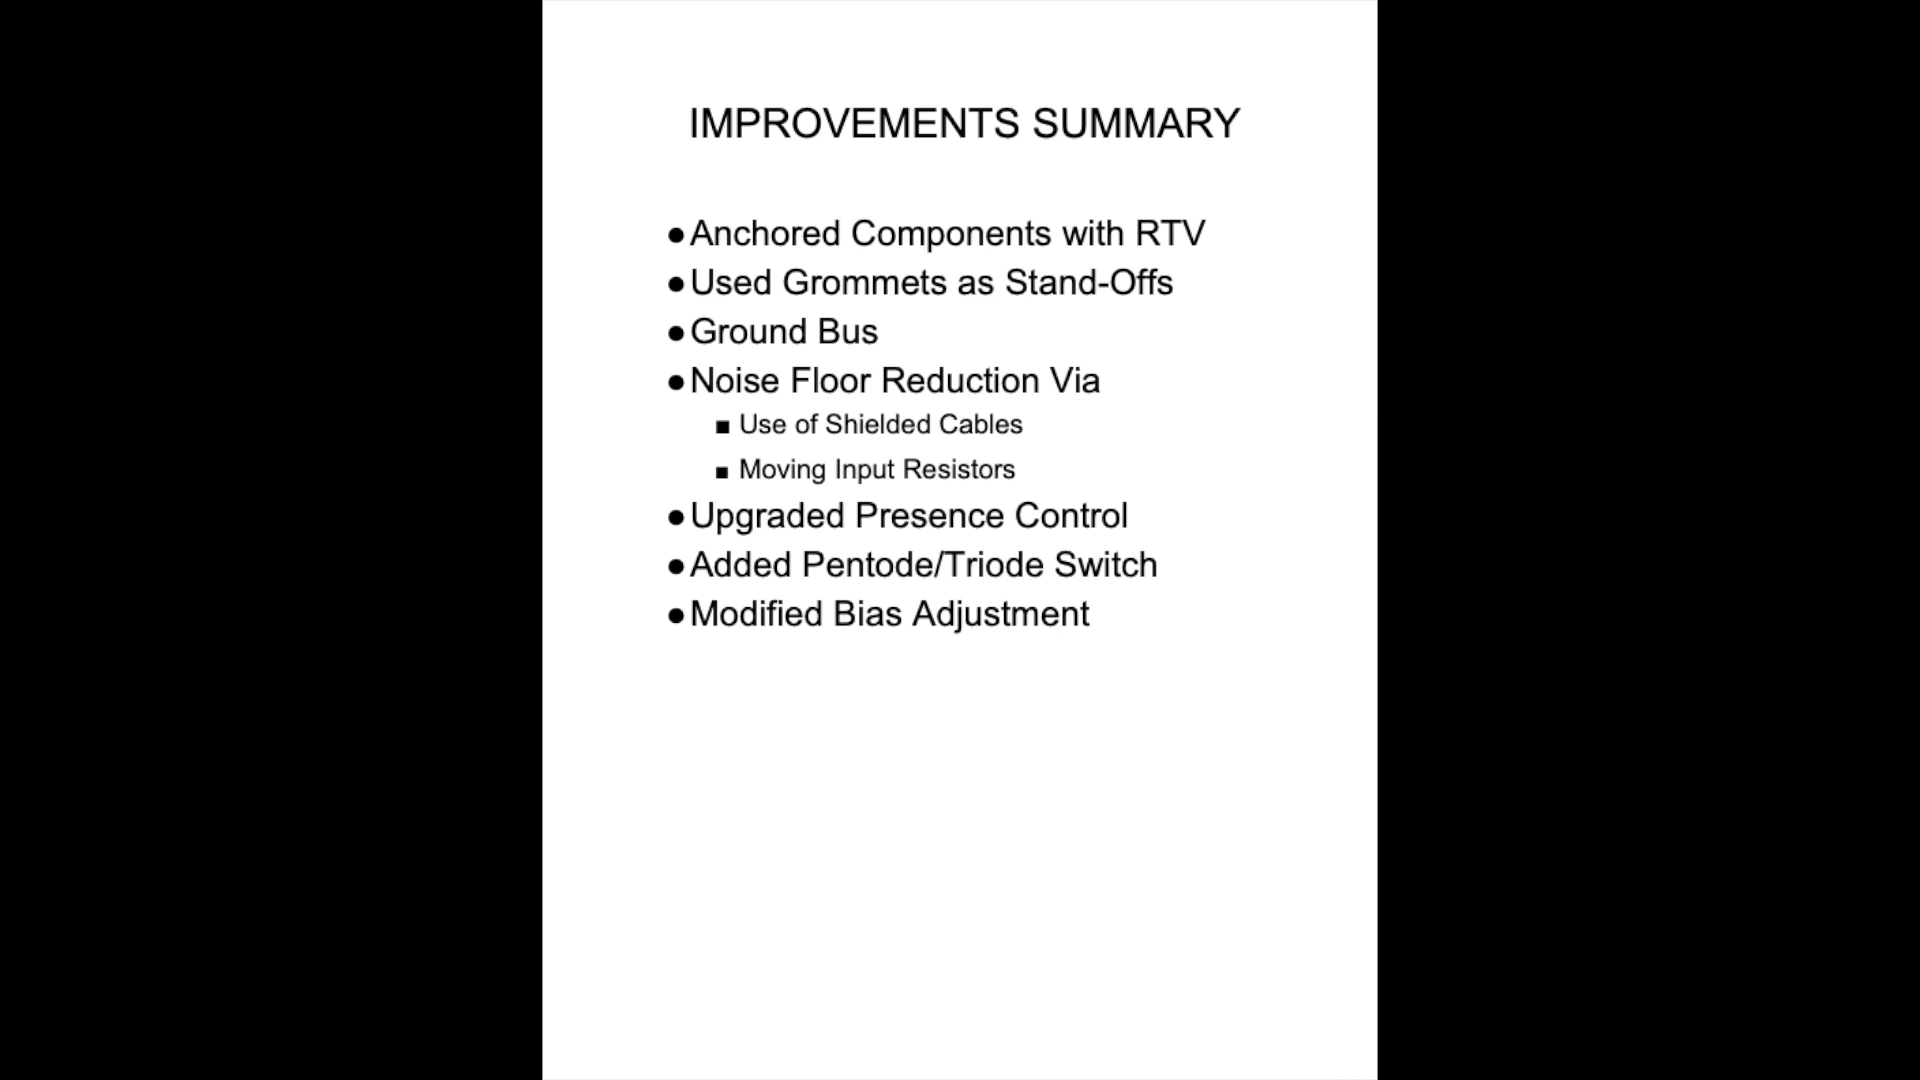 IMPROVEMENTS SUMMARY
●Anchored Components with RTV
●Used Grommets as Stand-Offs
●Ground Bus
●Noise Floor Reduction Via
■ Use of Shielded Cables
■ Moving Input Resistors
●Upgraded Presence Control
●Added Pentode/Triode Switch
●Modified Bias Adjustment